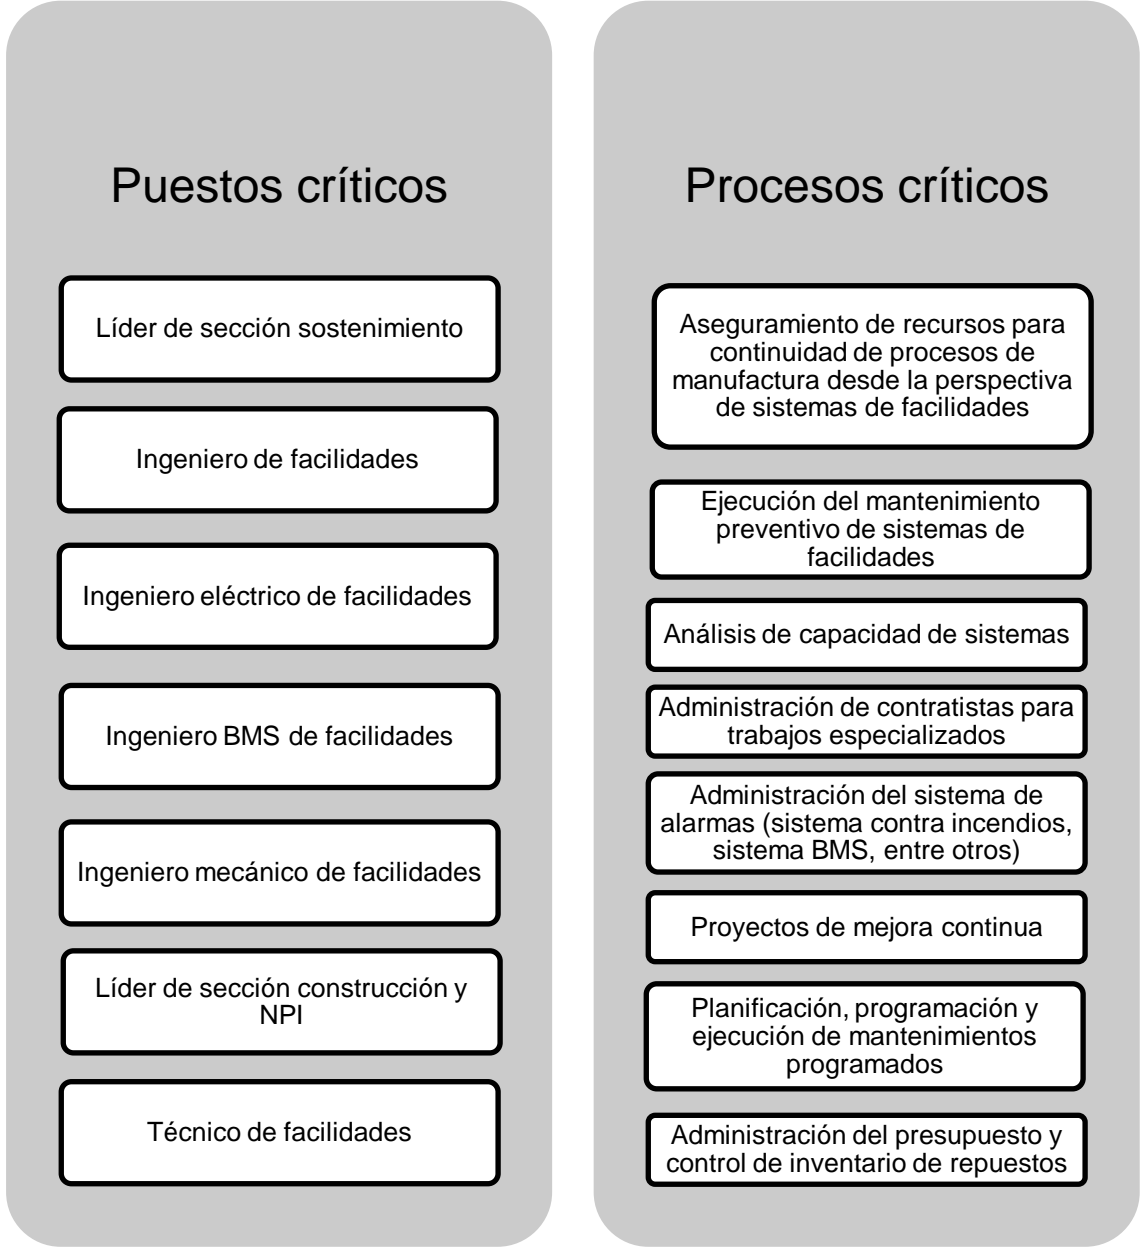 Puestos críticos
Líder de sección sostenimiento
Ingeniero de facilidades
Ingeniero eléctrico de facilidades
Ingeniero BMS de facilidades
Ingeniero mecánico de facilidades
Líder de sección construcción y
NPI
Técnico de facilidades
Procesos críticos
Aseguramiento de recursos para
continuidad de procesos de
manufactura desde la perspectiva
de sistemas de facilidades
Ejecución del mantenimiento
preventivo de sistemas de
facilidades
Análisis de capacidad de sistemas
Administración de contratistas para
trabajos especializados
Administración del sistema de
alarmas (sistema contra incendios,
sistema BMS, entre otros)
Proyectos de mejora continua
Planificación, programación y
ejecución de mantenimientos
programados
Administración del presupuesto y
control de inventario de repuestos